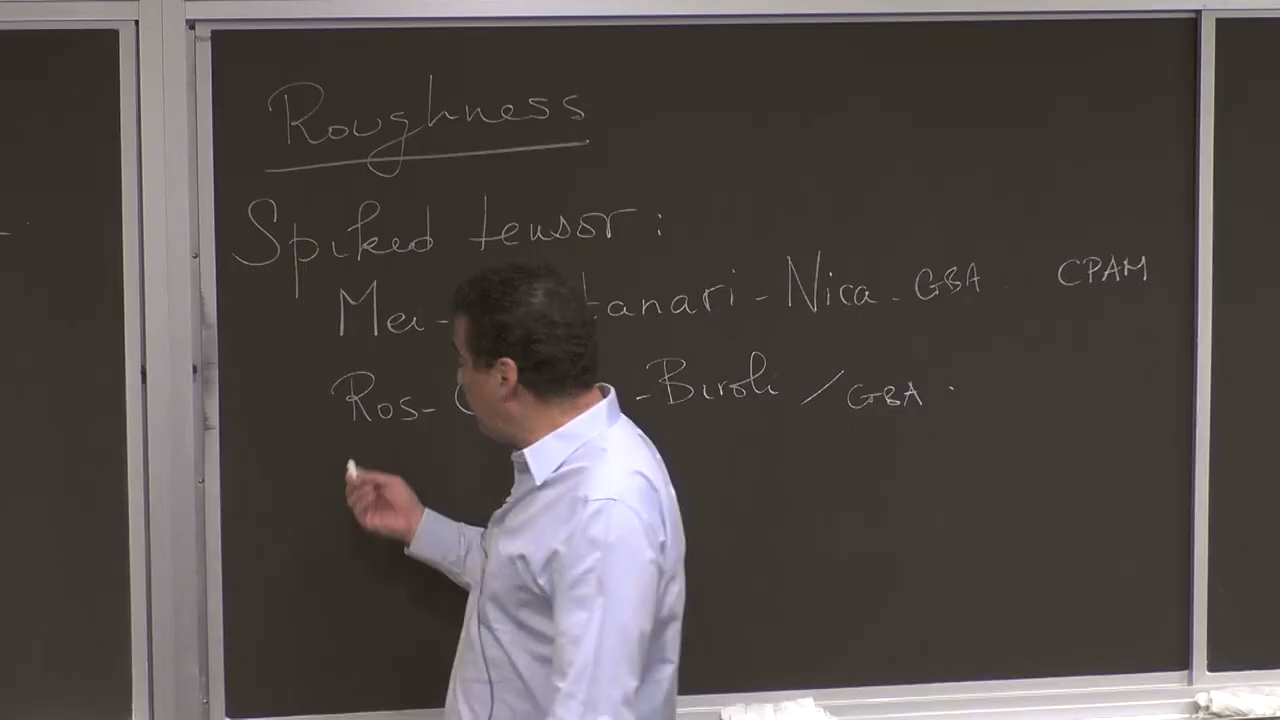 Roughness
Spiked tensor :
Mei- tanari - Nica - GBA CPAM
Ros- - Biroli / GBA .